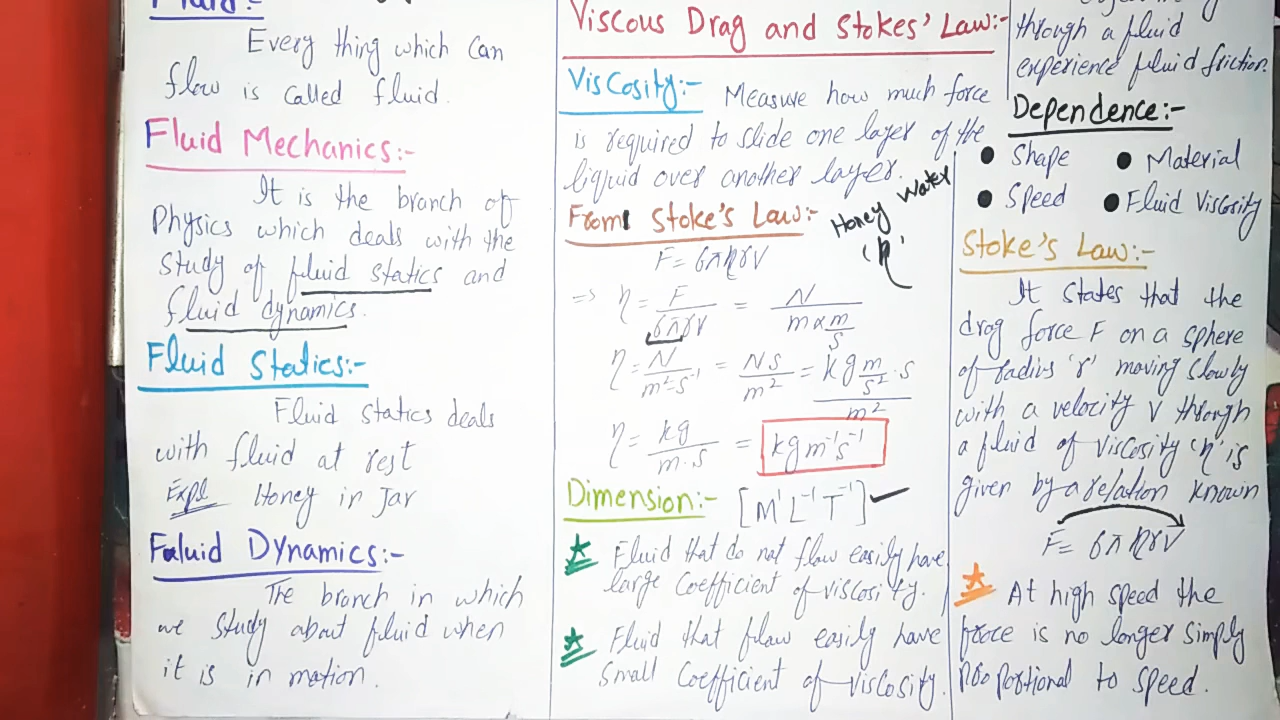 Fluid:-
Every thing which can
flow is called fluid.
Fluid Mechanics:-
It is the branch of
Physics which deals with the
study of fluid statics and
fluid dynamics.
Fluid Statics:-
Fluid statics deals
with fluid at rest
Expl Honey in Jar
Faluid Dynamics:-
The branch in which
we study about fluid when
it is in motion.
Viscous Drag and Stokes' Law:-
Viscosity:- Measure how much force
is required to slide one layer of the
liquid over another layer.
From Stoke's Law:-
Honey Water
'η'
F = 6πηrv
=> η = F / 6πrv = N / m × m/s
η = N / m²-s⁻¹ = Ns / m² = kg m/s² · s / m²
η = kg / m·s = kg m⁻¹s⁻¹
Dimension:- [M¹L⁻¹T⁻¹]
Fluid that do not flow easily have
large Coefficient of viscosity.
Fluid that flow easily have
small Coefficient of viscosity.
through a fluid
experience fluid friction.
Dependence:-
• Shape • Material
• Speed • Fluid Viscosity
Stoke's Law:-
It states that the
drag force F on a sphere
of radius 'r' moving slowly
with a velocity V through
a fluid of viscosity 'η' is
given by a relation known
F = 6πηrV
At high speed the
force is no longer simply
proportional to speed.